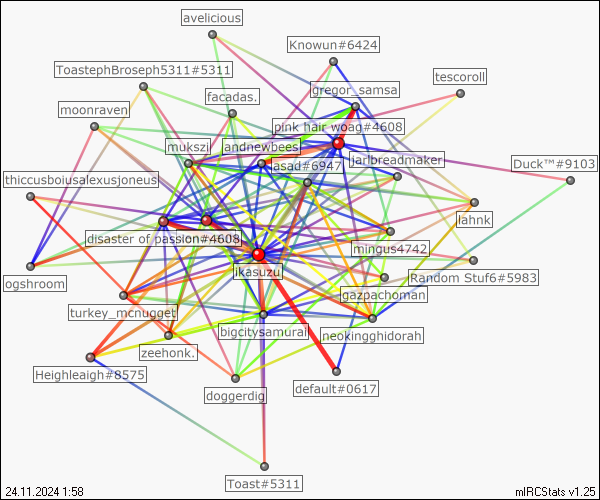 avelicious
Knowun#6424
ToastephBroseph5311#5311
tescoroll
gregor_samsa
facadas.
moonraven
pink hair woag#4608
mukszi
andnewbees
asad#6947
jarlbreadmaker
Duck™#9103
thiccusboiusalexusjoneus
lahnk
disaster of passion#4608
mingus4742
ikasuzu
ogshroom
Random Stuf6#5983
gazpachoman
turkey_mcnugget
bigcitysamurai
neokingghidorah
zeehonk.
Heighleaigh#8575
doggerdig
default#0617
Toast#5311
24.11.2024 1:58
mIRCStats v1.25